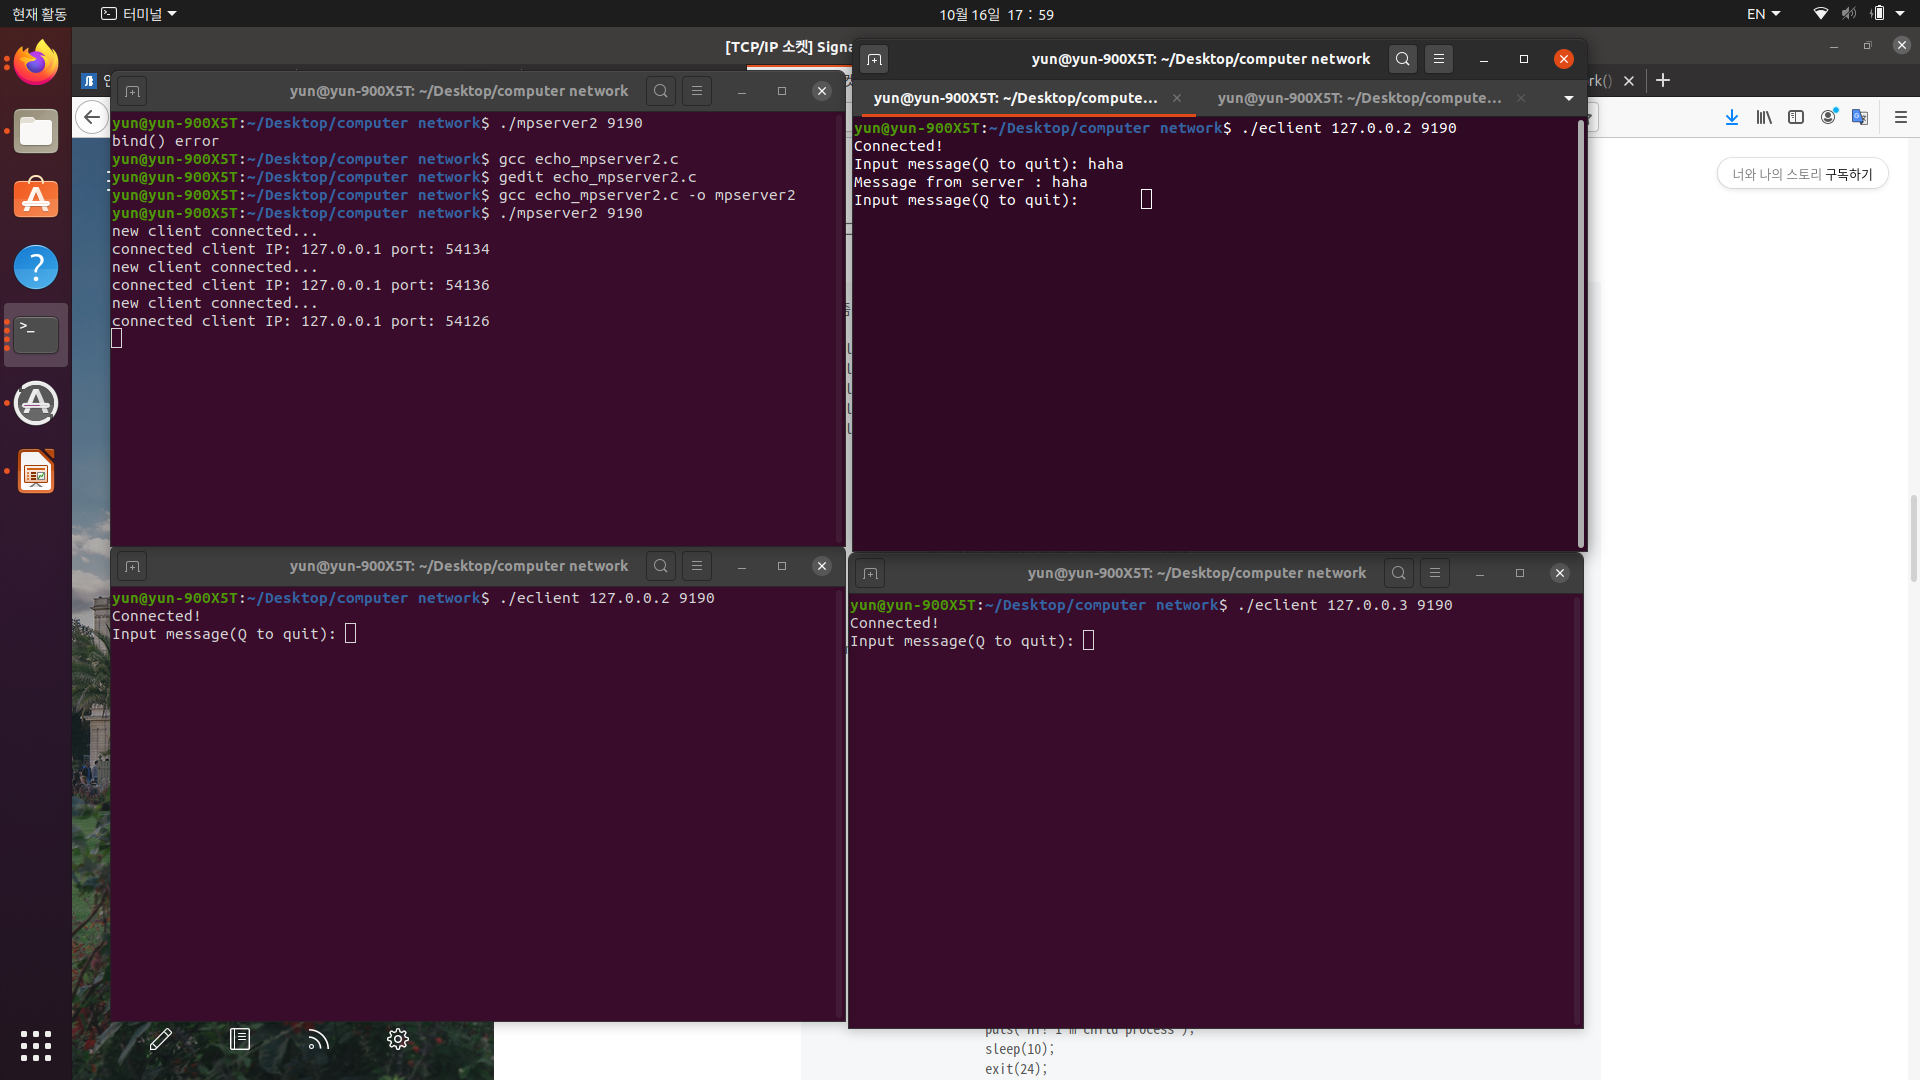 현재 활동
터미널
10월 16일 17 : 59
EN
[TCP/IP 소켓] Signa
yun@yun-900X5T: ~/Desktop/computer network
yun@yun-900X5T:~/Desktop/computer network$ ./mpserver2 9190
bind() error
yun@yun-900X5T:~/Desktop/computer network$ gcc echo_mpserver2.c
yun@yun-900X5T:~/Desktop/computer network$ gedit echo_mpserver2.c
yun@yun-900X5T:~/Desktop/computer network$ gcc echo_mpserver2.c -o mpserver2
yun@yun-900X5T:~/Desktop/computer network$ ./mpserver2 9190
new client connected...
connected client IP: 127.0.0.1 port: 54134
new client connected...
connected client IP: 127.0.0.1 port: 54136
new client connected...
connected client IP: 127.0.0.1 port: 54126
yun@yun-900X5T: ~/Desktop/computer network
yun@yun-900X5T: ~/Desktop/compute...
yun@yun-900X5T: ~/Desktop/compute...
yun@yun-900X5T:~/Desktop/computer network$ ./eclient 127.0.0.2 9190
Connected!
Input message(Q to quit): haha
Message from server : haha
Input message(Q to quit):
rk()
너와 나의 스토리 구독하기
yun@yun-900X5T: ~/Desktop/computer network
yun@yun-900X5T:~/Desktop/computer network$ ./eclient 127.0.0.2 9190
Connected!
Input message(Q to quit):
yun@yun-900X5T: ~/Desktop/computer network
yun@yun-900X5T:~/Desktop/computer network$ ./eclient 127.0.0.3 9190
Connected!
Input message(Q to quit):
puts("Hi! I'm child process");
sleep(10);
exit(24);